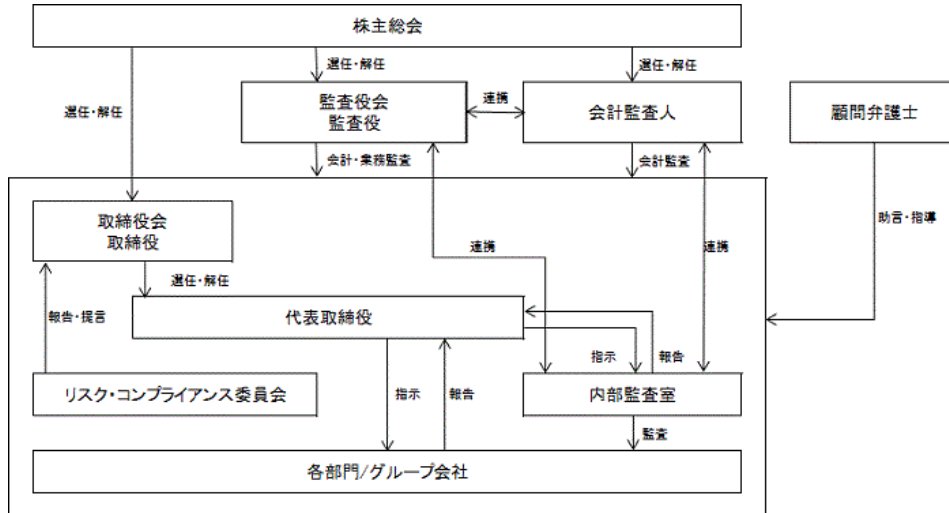 株主総会
選任・解任
選任・解任
選任・解任
監査役会
監査役
連携
会計監査人
顧問弁護士
会計・業務監査
会計監査
取締役会
取締役
連携
連携
助言・指導
選任・解任
報告・提言
代表取締役
指示
報告
リスク・コンプライアンス委員会
指示
報告
内部監査室
監査
各部門/グループ会社